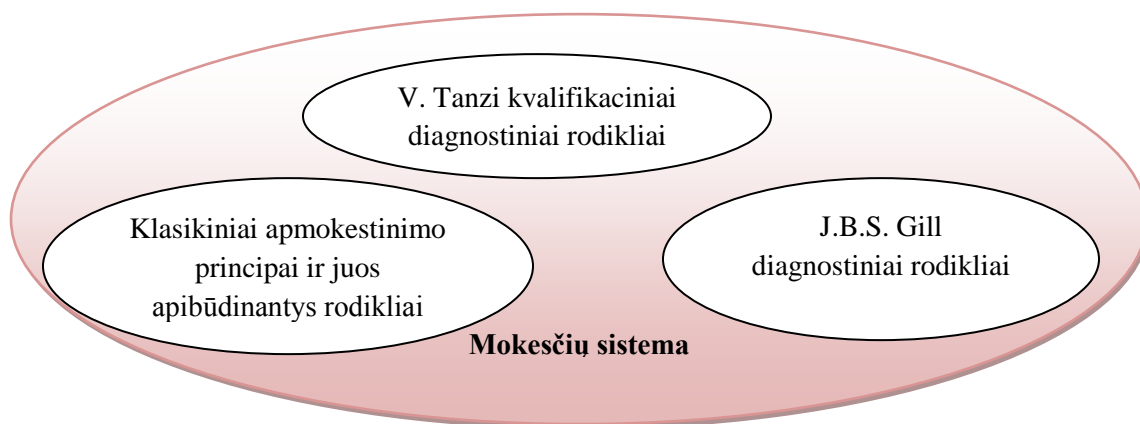 V. Tanzi kvalifikaciniai
diagnostiniai rodikliai
Klasikiniai apmokestinimo
principai ir juos
apibūdinantys rodikliai
J.B.S. Gill
diagnostiniai rodikliai
Mokesčių sistema